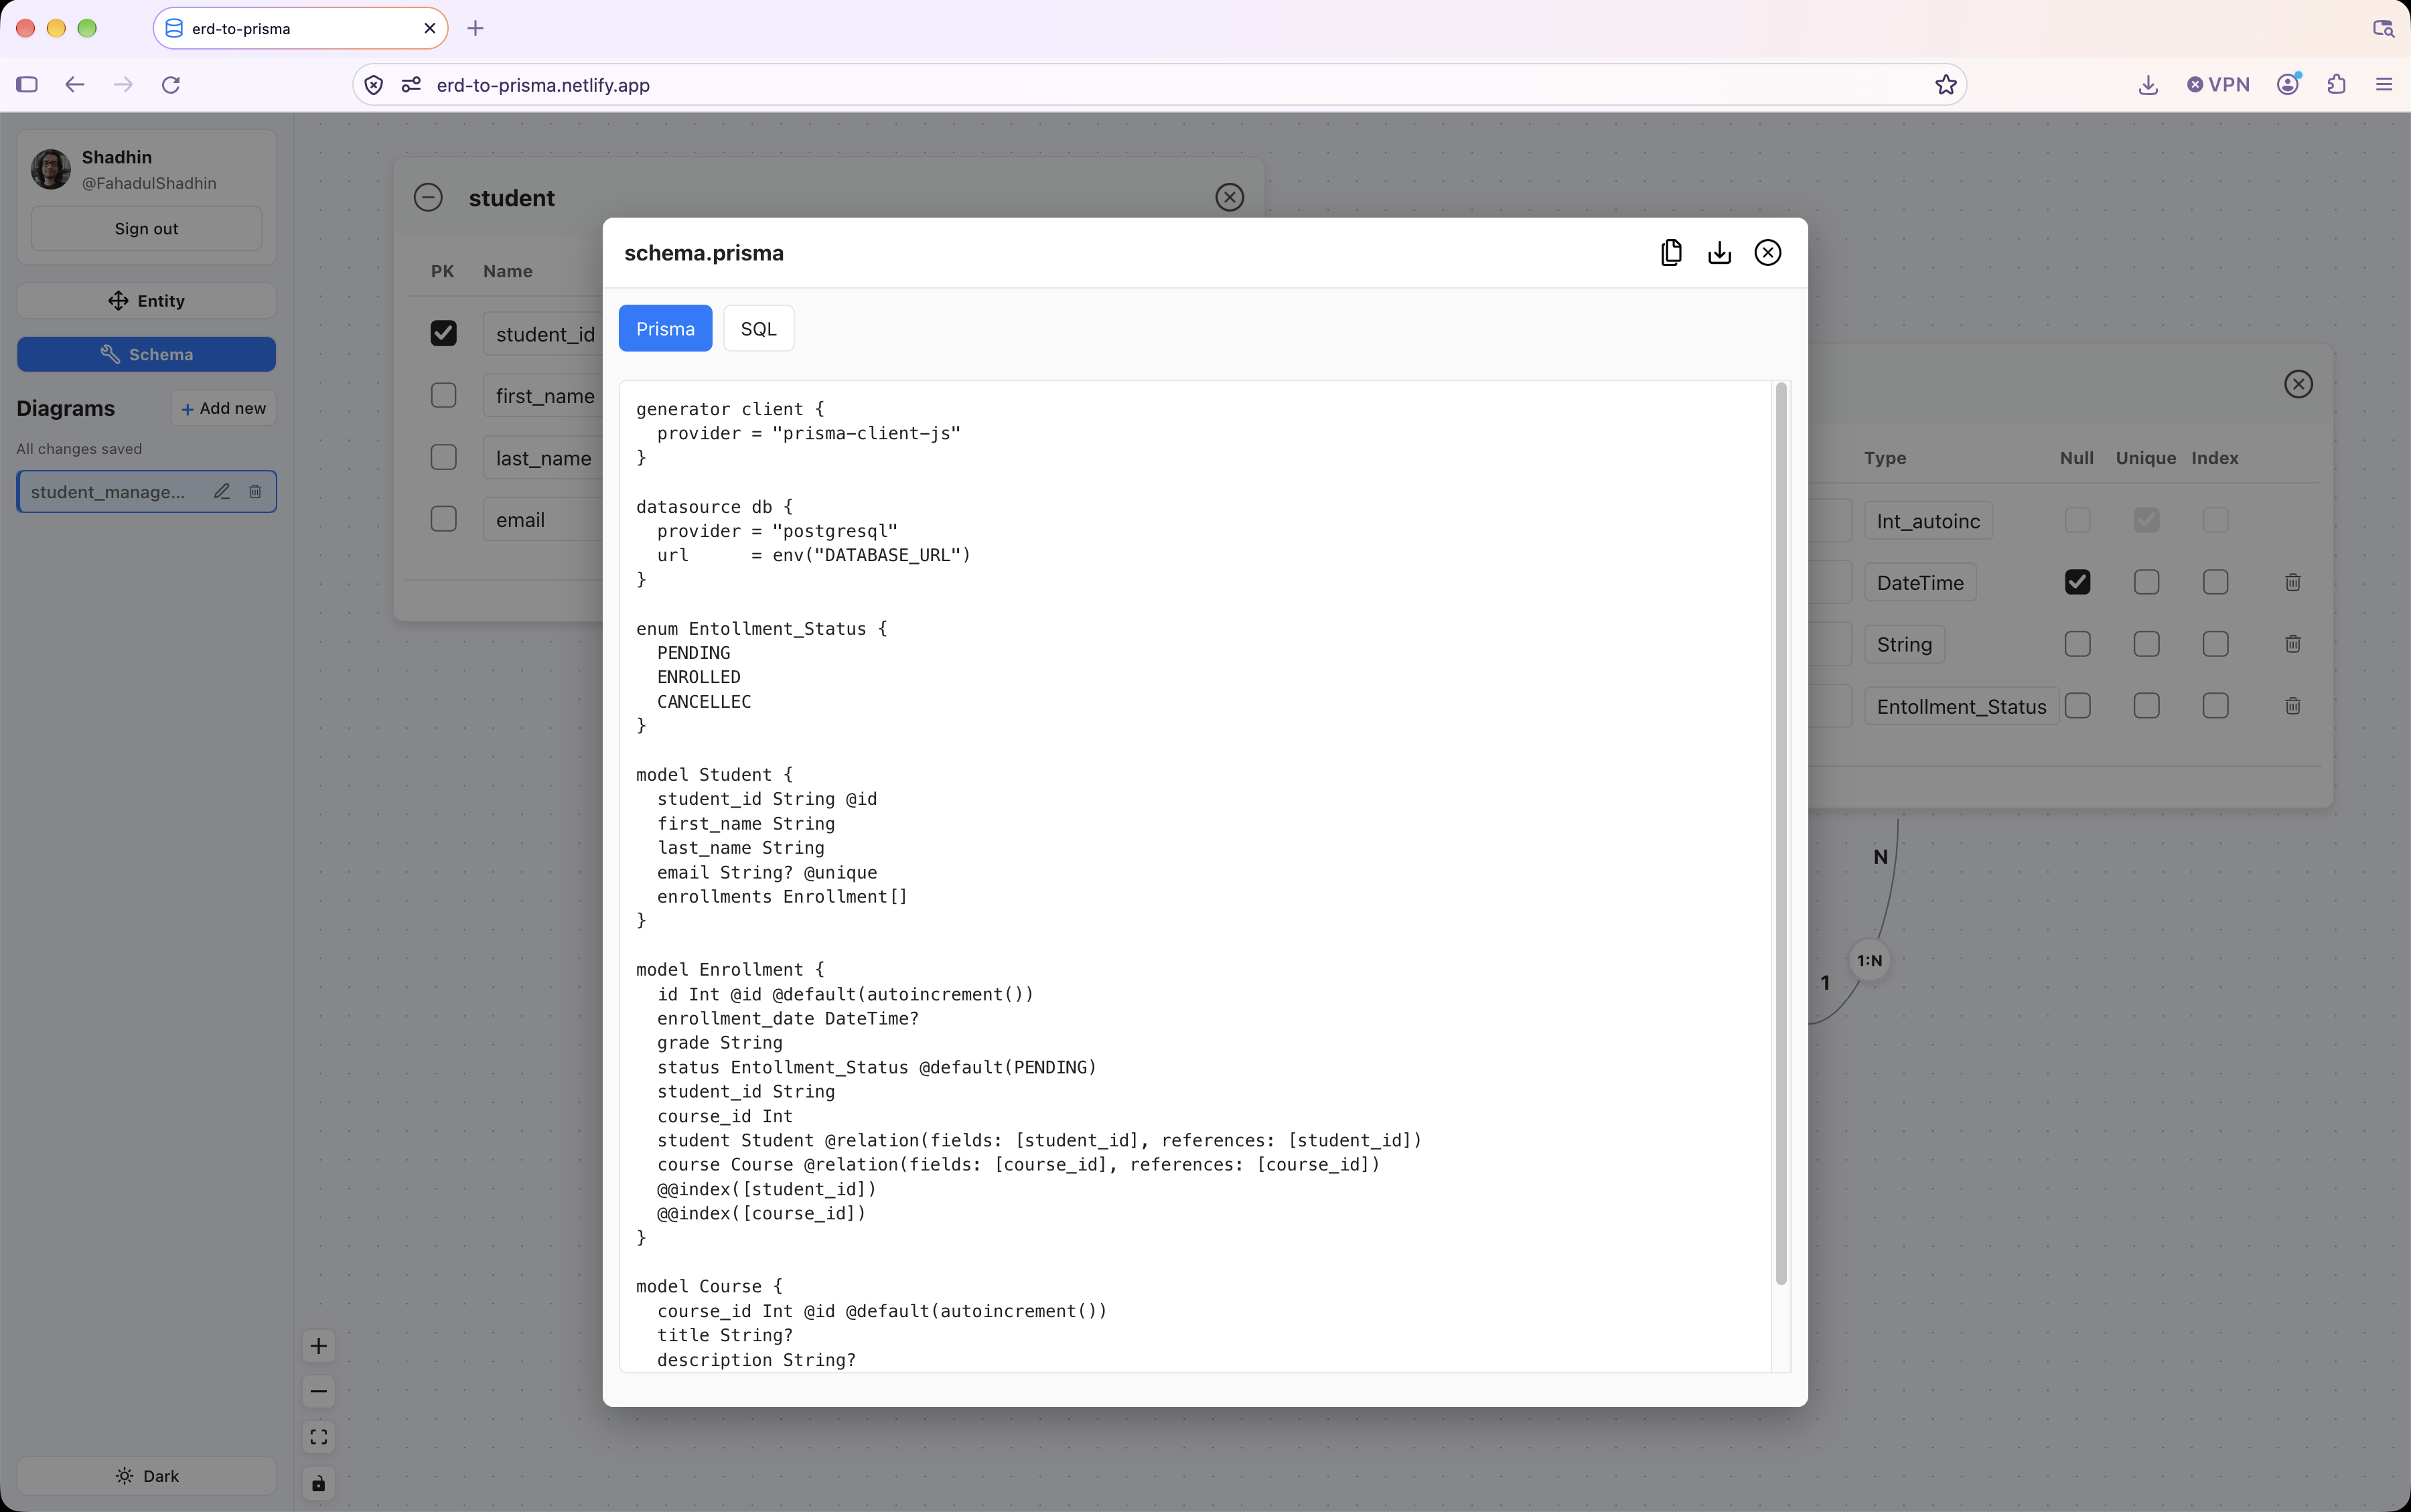 erd-to-prisma
erd-to-prisma.netlify.app
VPN
Shadhin
@FahadulShadhin
Sign out
Entity
Schema
Diagrams
+ Add new
All changes saved
student_manage...
Dark
student
PK Name
student_id
first_name
last_name
email
schema.prisma
Prisma SQL
generator client {
  provider = "prisma-client-js"
}
datasource db {
  provider = "postgresql"
  url      = env("DATABASE_URL")
}
enum Entollment_Status {
  PENDING
  ENROLLED
  CANCELLEC
}
model Student {
  student_id String @id
  first_name String
  last_name String
  email String? @unique
  enrollments Enrollment[]
}
model Enrollment {
  id Int @id @default(autoincrement())
  enrollment_date DateTime?
  grade String
  status Entollment_Status @default(PENDING)
  student_id String
  course_id Int
  student Student @relation(fields: [student_id], references: [student_id])
  course Course @relation(fields: [course_id], references: [course_id])
  @@index([student_id])
  @@index([course_id])
}
model Course {
  course_id Int @id @default(autoincrement())
  title String?
  description String?
Type Null Unique Index
Int_autoinc
DateTime
String
Entollment_Status
N
1:N
1